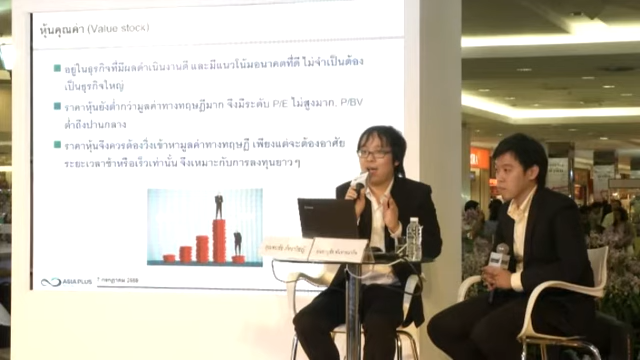 หุ้นคุณค่า (Value stock)
อยู่ในธุรกิจที่มีผลดำเนินงานดี และมีแนวโน้มอนาคตที่ดี ไม่จำเป็นต้อง
เป็นธุรกิจใหญ่
ราคาหุ้นยังต่ำกว่ามูลค่าทางทฤษฎีมาก จึงมีระดับ P/E ไม่สูงมาก, P/BV
ต่ำถึงปานกลาง
ราคาหุ้นจึงควรต้องวิ่งเข้าหามูลค่าทางทฤษฎี เพียงแต่จะต้องอาศัย
ระยะเวลาช้าหรือเร็วเท่านั้น จึงเหมาะกับการลงทุนยาว ๆ
ASIA PLUS
7 กรกฎาคม